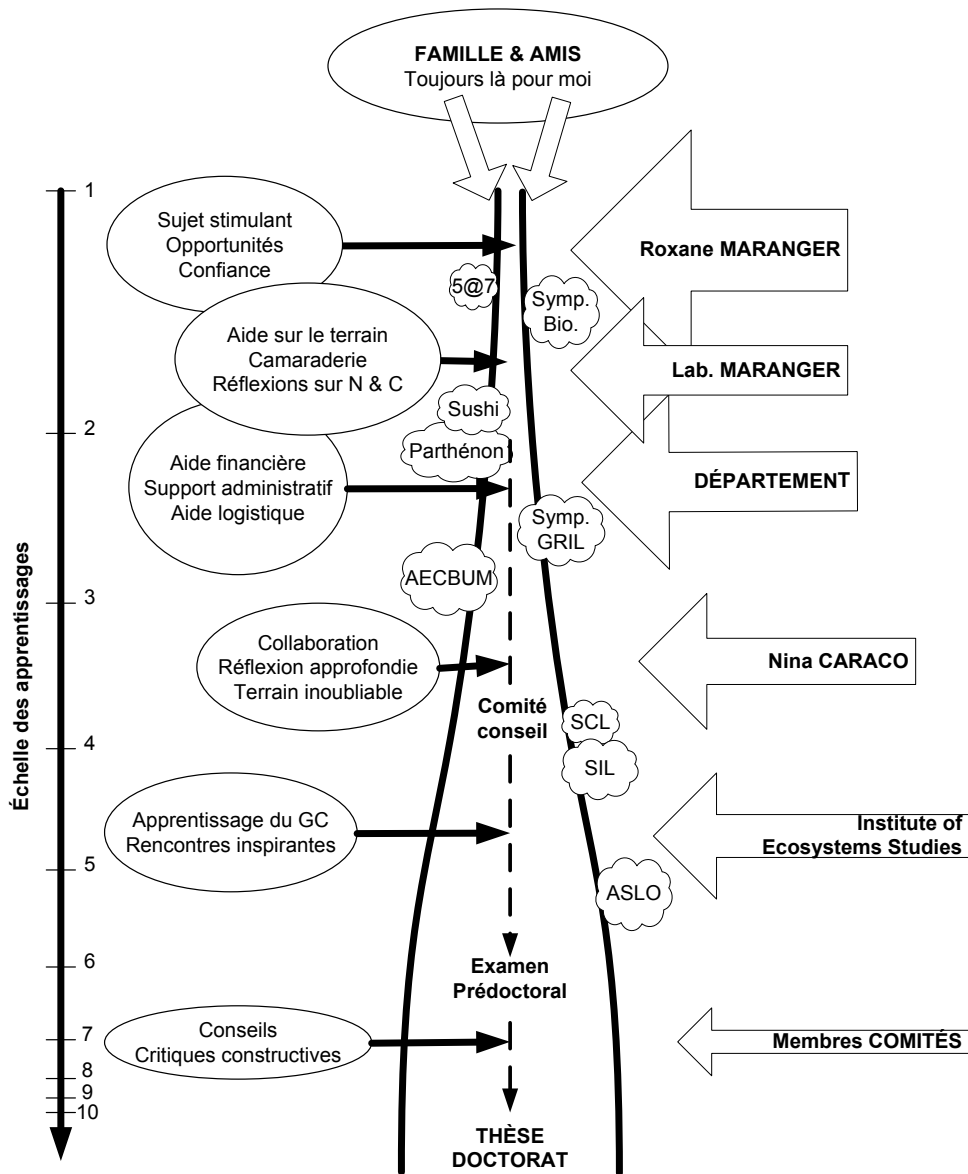 FAMILLE & AMIS
Toujours là pour moi
Échelle des apprentissages
1
2
3
4
5
6
7
8
9
10
Sujet stimulant
Opportunités
Confiance
Roxane MARANGER
5@7
Symp.
Bio.
Aide sur le terrain
Camaraderie
Réflexions sur N & C
Lab. MARANGER
Sushi
Parthénon
Aide financière
Support administratif
Aide logistique
DÉPARTEMENT
Symp.
GRIL
AECBUM
Collaboration
Réflexion approfondie
Terrain inoubliable
Nina CARACO
Comité
conseil
SCL
SIL
Apprentissage du GC
Rencontres inspirantes
Institute of
Ecosystems Studies
ASLO
Examen
Prédoctoral
Conseils
Critiques constructives
Membres COMITÉS
THÈSE
DOCTORAT